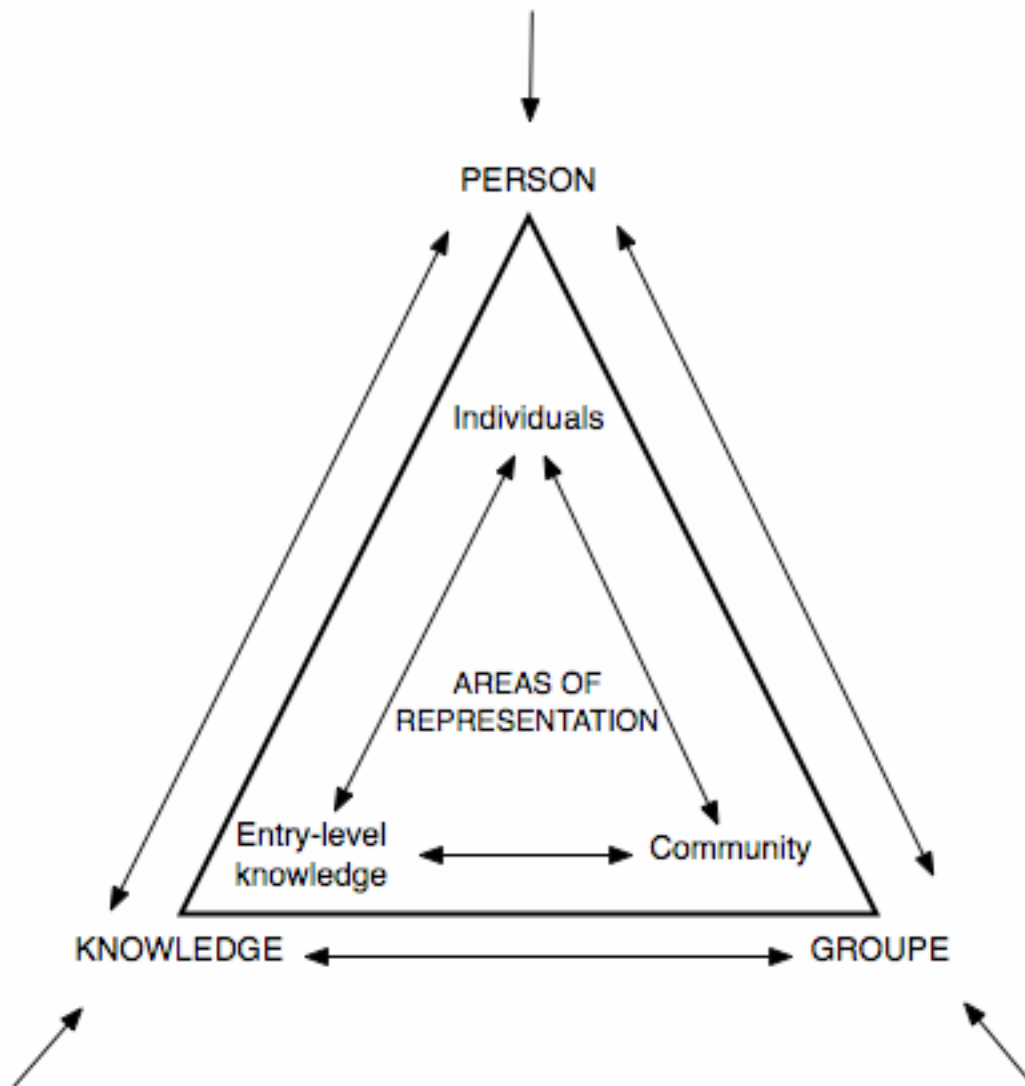 PERSON
Individuals
AREAS OF
REPRESENTATION
Entry-level
knowledge
Community
KNOWLEDGE
GROUPE